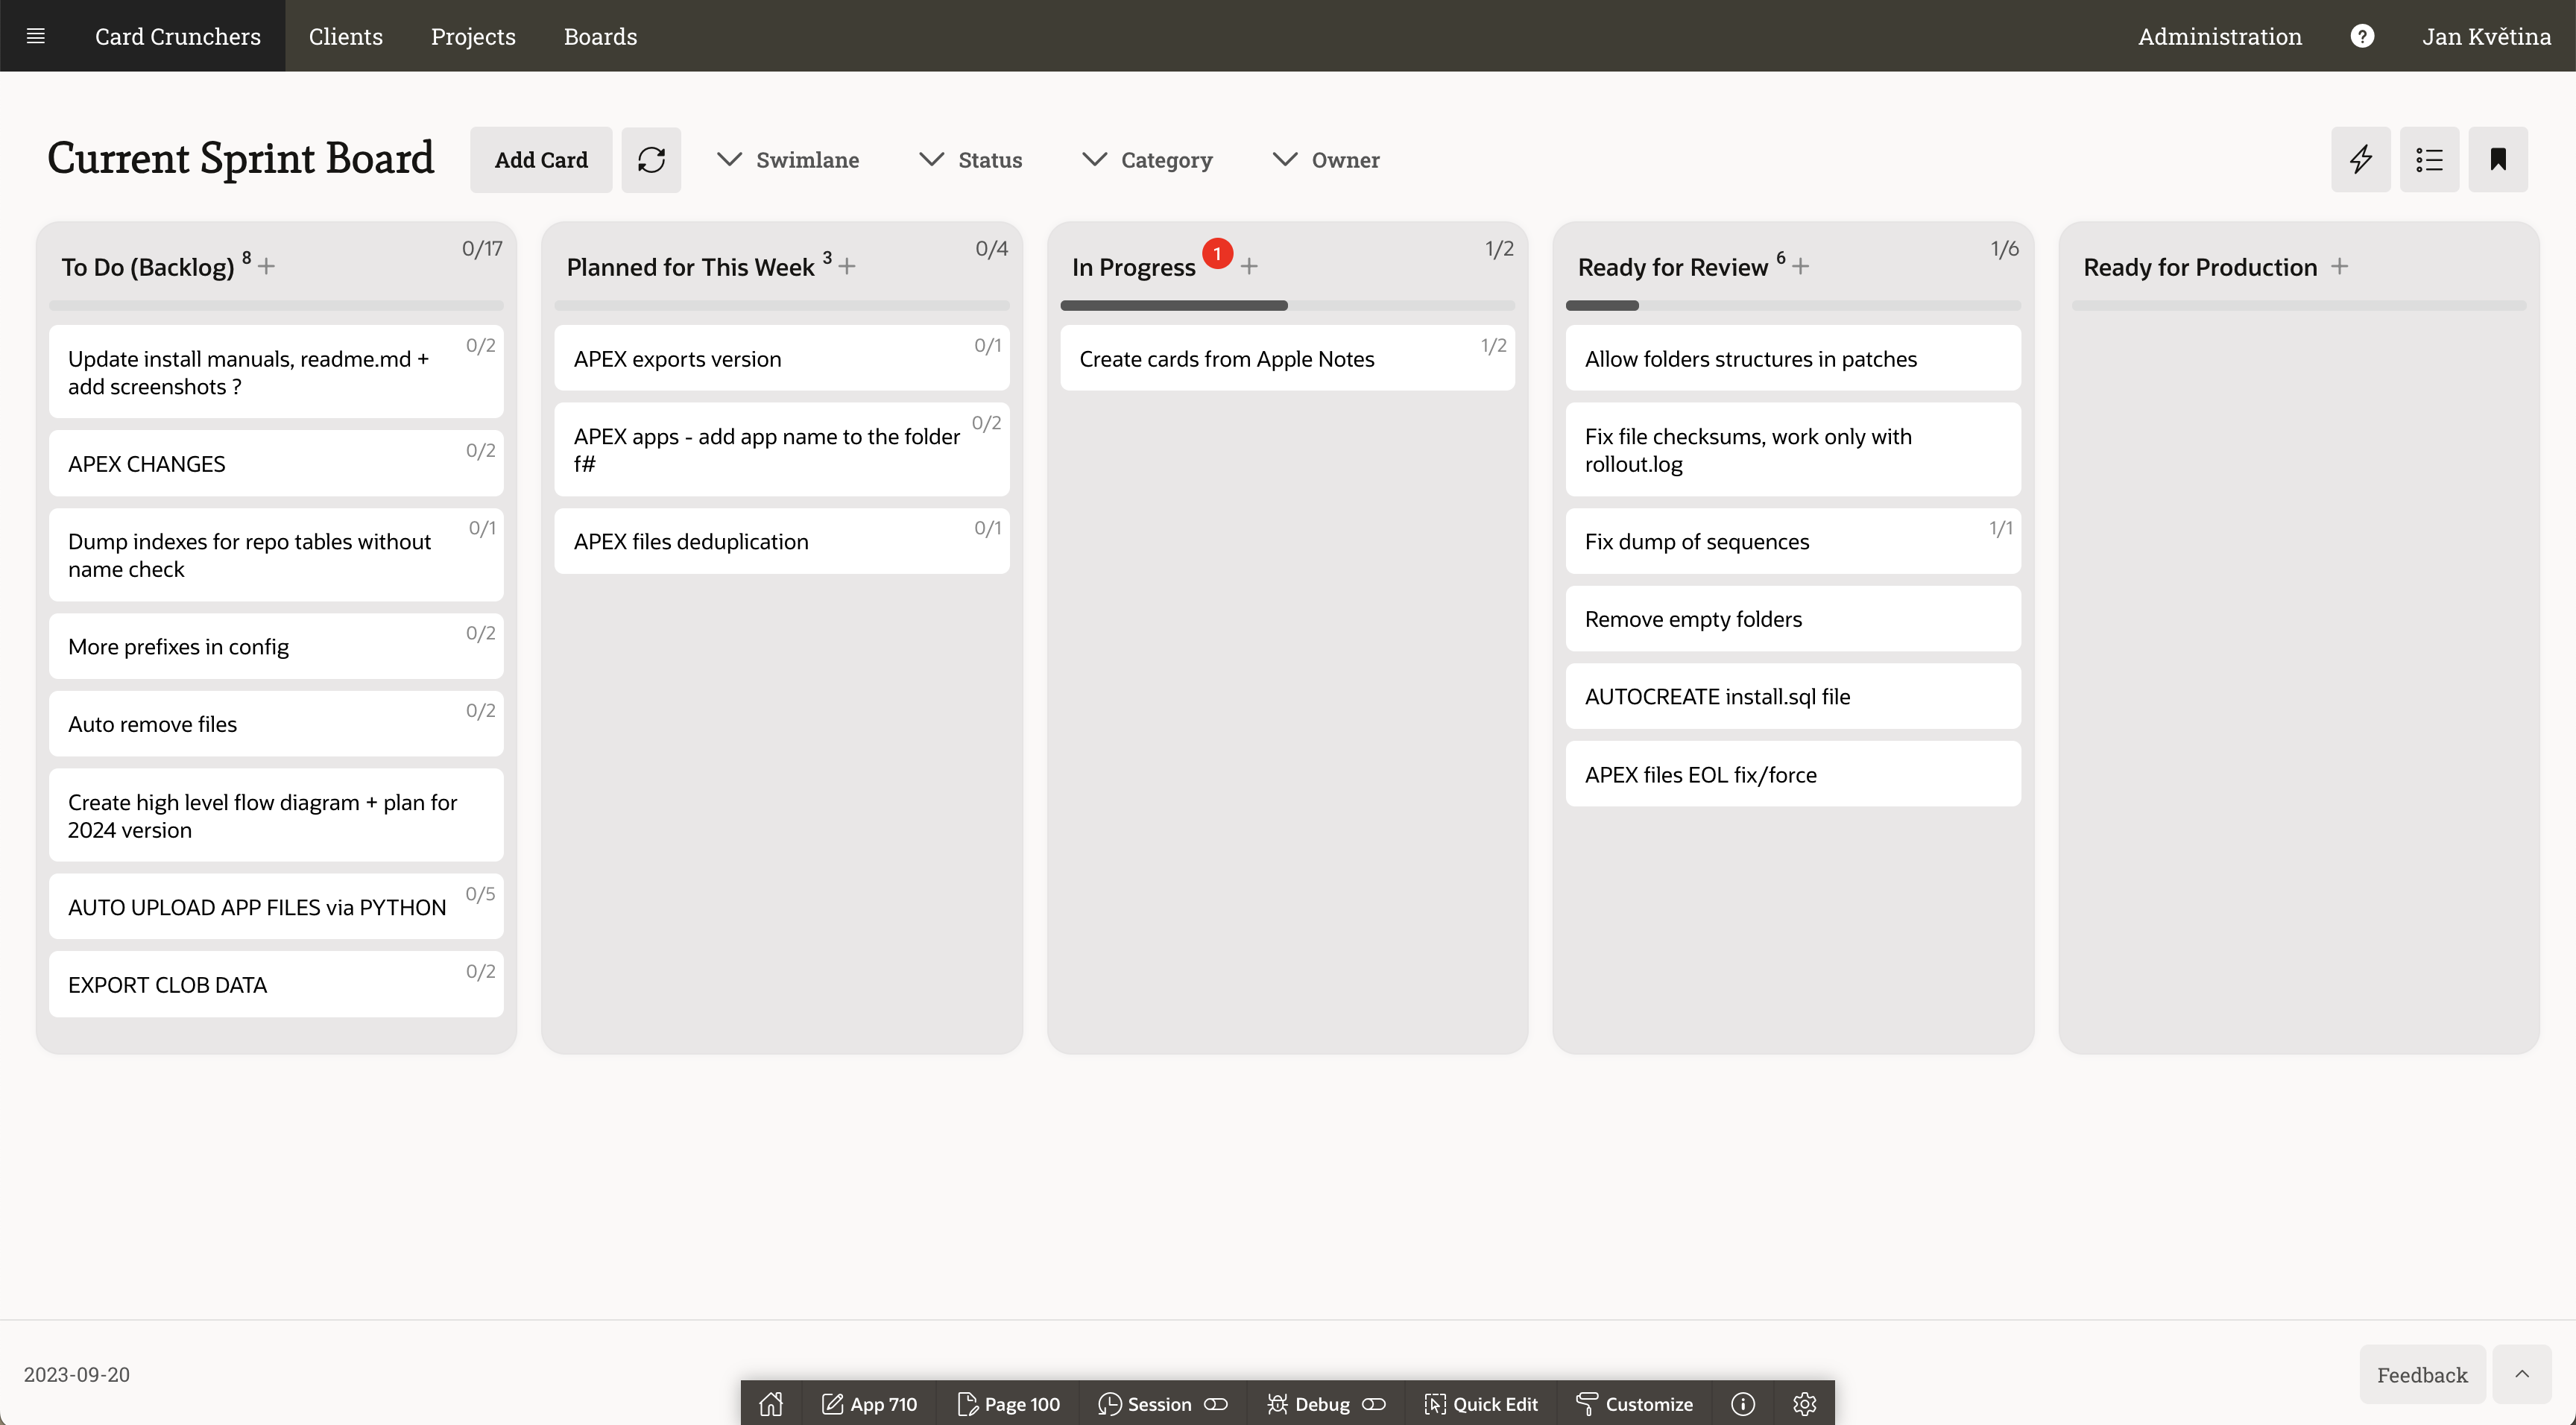 Card Crunchers
Clients
Projects
Boards
Administration
?
Jan Květina
Current Sprint Board
Add Card
Swimlane
Status
Category
Owner
To Do (Backlog) 8 +
0/17
Update install manuals, readme.md +
add screenshots ?
0/2
APEX CHANGES
0/2
Dump indexes for repo tables without
name check
0/1
More prefixes in config
0/2
Auto remove files
0/2
Create high level flow diagram + plan for
2024 version
AUTO UPLOAD APP FILES via PYTHON
0/5
EXPORT CLOB DATA
0/2
Planned for This Week 3 +
0/4
APEX exports version
0/1
APEX apps - add app name to the folder
f#
0/2
APEX files deduplication
0/1
In Progress 1 +
1/2
Create cards from Apple Notes
1/2
Ready for Review 6 +
1/6
Allow folders structures in patches
Fix file checksums, work only with
rollout.log
Fix dump of sequences
1/1
Remove empty folders
AUTOCREATE install.sql file
APEX files EOL fix/force
Ready for Production +
2023-09-20
Feedback
App 710
Page 100
Session
Debug
Quick Edit
Customize